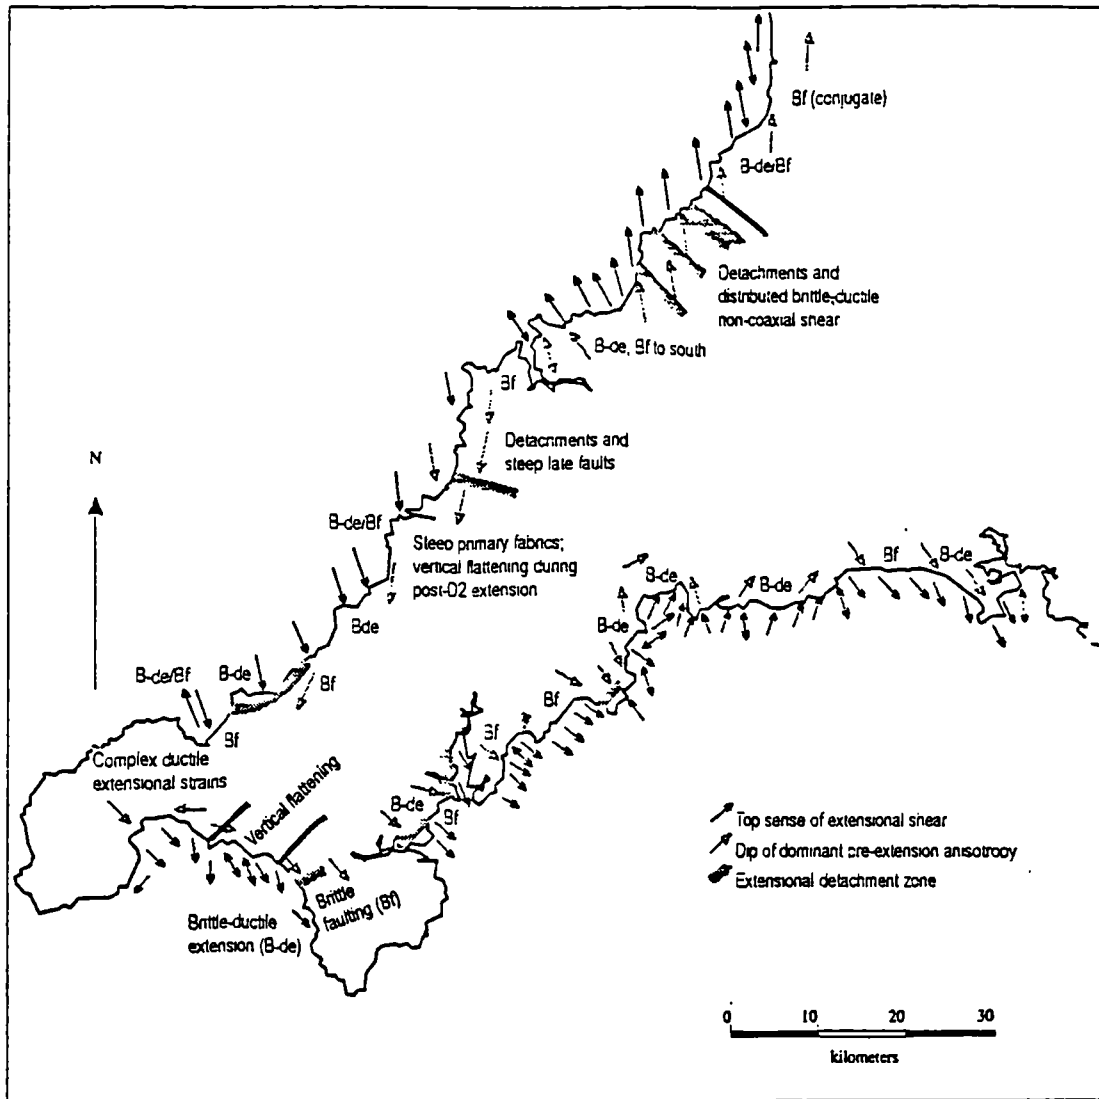 Bf (conjugate)
B-de/Bf
Detachments and
distributed brittle-ductile
non-coaxial shear
B-de, Bf to south
Bf
Detachments and
steep late faults
N
B-de/Bf
Steep primary fabrics;
vertical flattening during
post-D2 extension
Bde
B-de/Bf
B-de
Bf
Bf
Complex ductile
extensional strains
Vertical flattening
Brittle-ductile
extension (B-de)
Brittle
faulting (Bf)
B-de
Bf
Bf
Bf
B-de
B-de
B-de
Bf
B-de
Top sense of extensional shear
Dip of dominant pre-extension anisotropy
Extensional detachment zone
0 10 20 30
kilometers